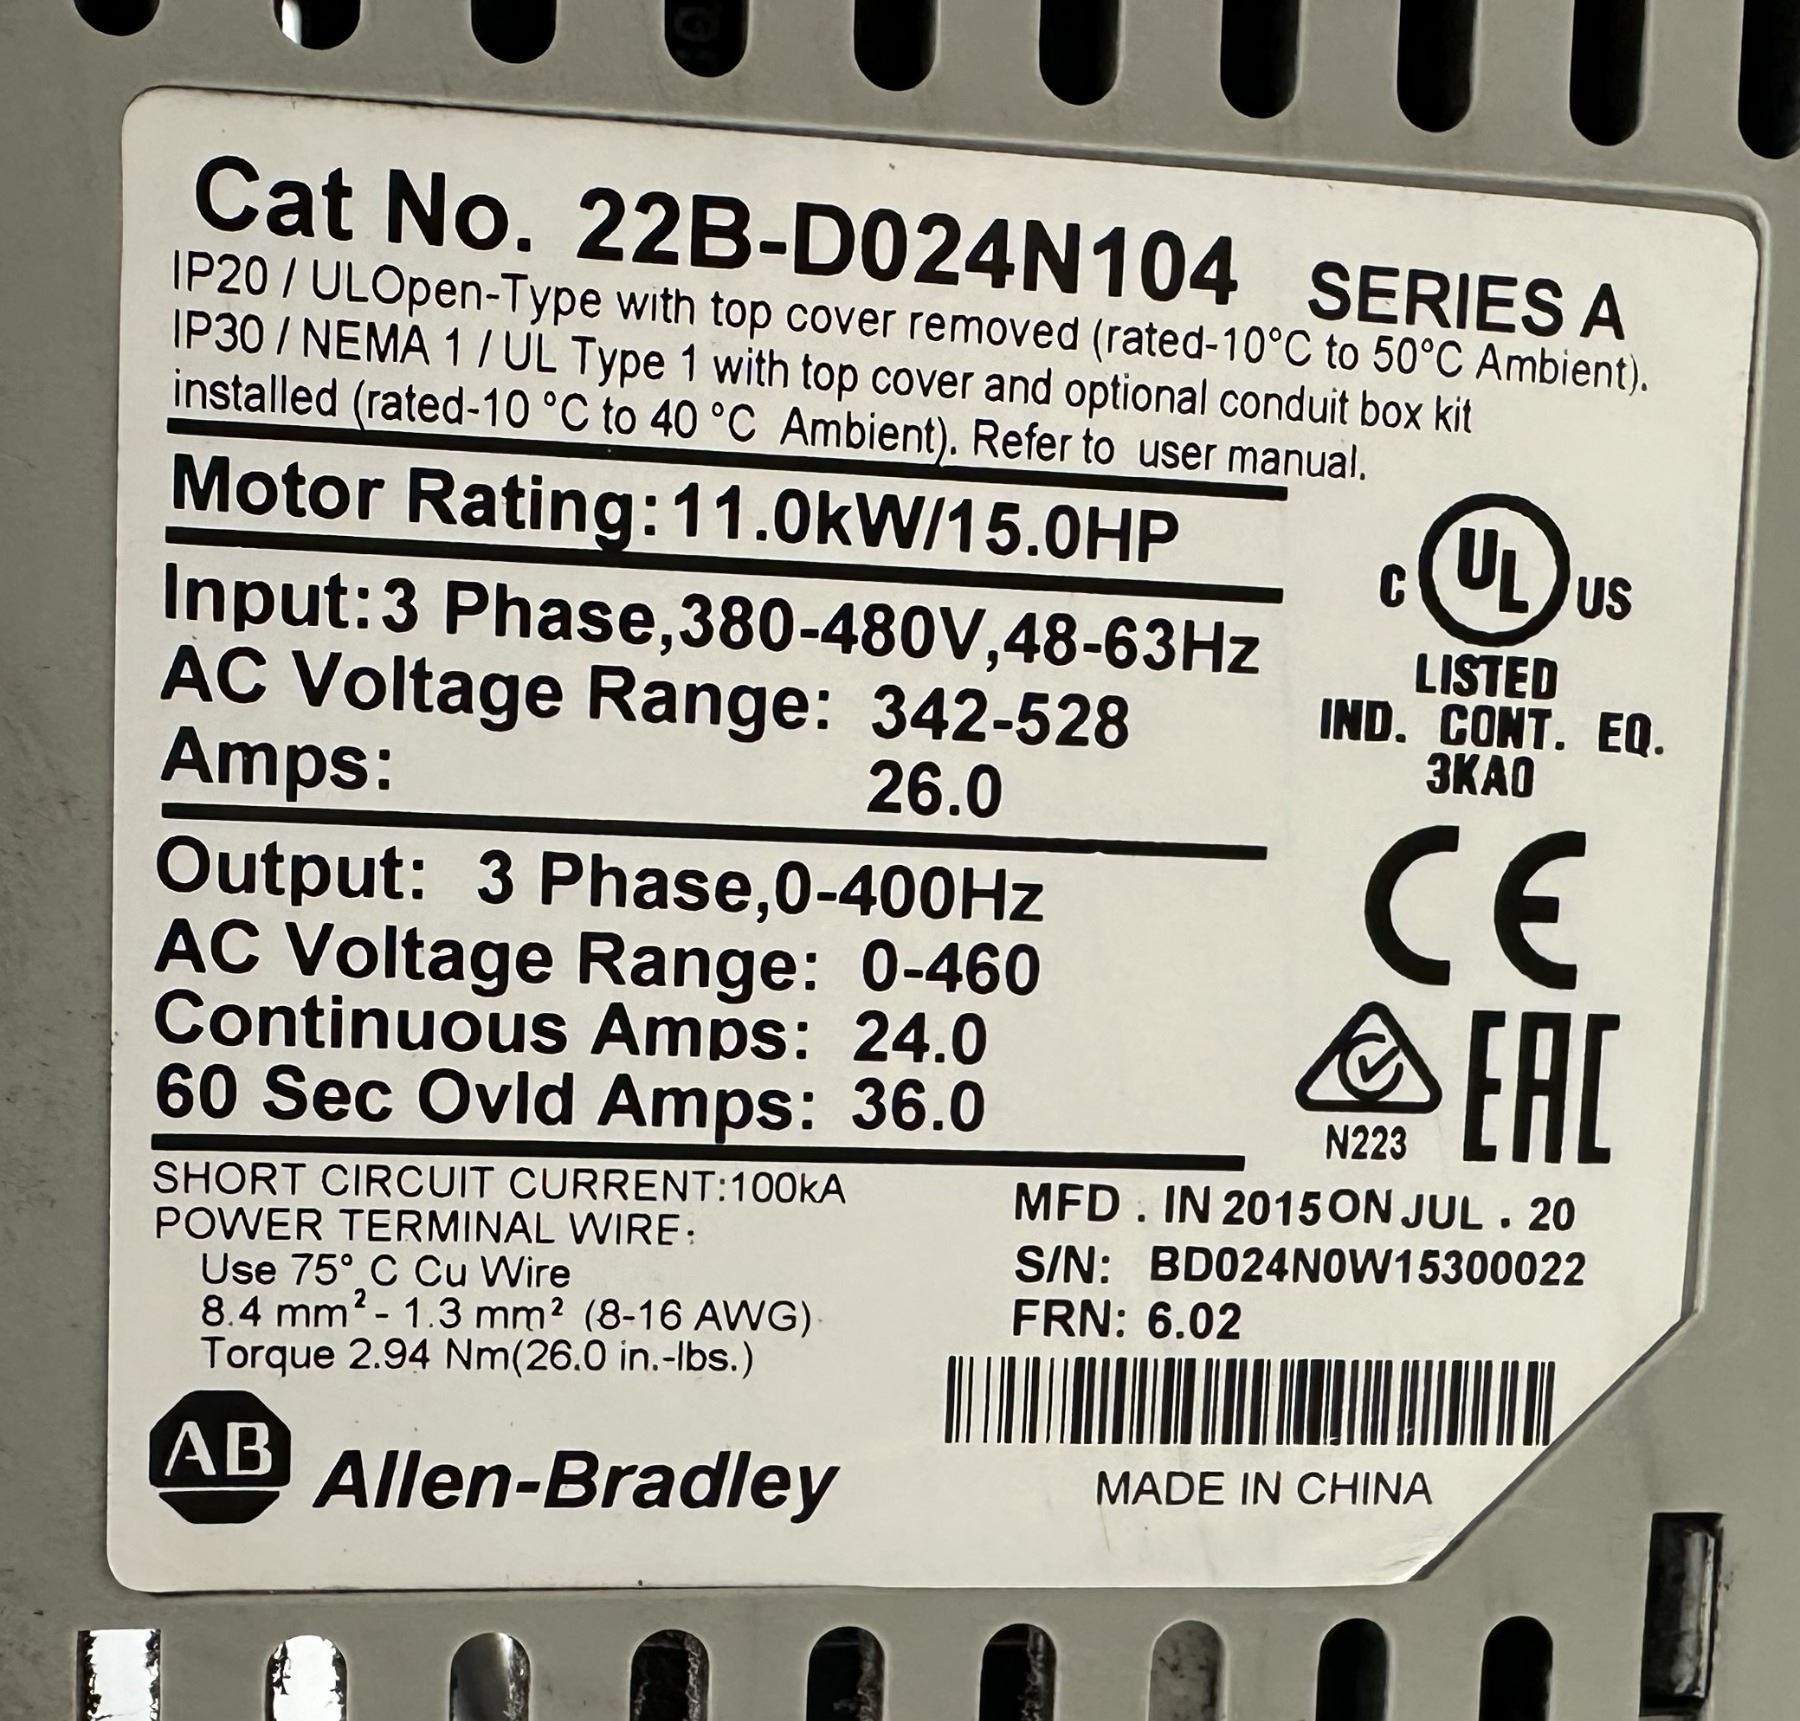 Cat No. 22B-D024N104 SERIES A
IP20 / ULOpen-Type with top cover removed (rated-10°C to 50°C Ambient).
IP30 / NEMA 1 / UL Type 1 with top cover and optional conduit box kit
installed (rated-10 °C to 40 °C Ambient). Refer to user manual.
Motor Rating:11.0kW/15.0HP
Input:3 Phase,380-480V,48-63Hz
AC Voltage Range: 342-528
Amps: 26.0
C UL US
LISTED
IND. CONT. EQ.
3KA0
Output: 3 Phase,0-400Hz
AC Voltage Range: 0-460
Continuous Amps: 24.0
60 Sec Ovld Amps: 36.0
CE
EAC
N223
SHORT CIRCUIT CURRENT:100kA
POWER TERMINAL WIRE:
Use 75° C Cu Wire
8.4 mm² - 1.3 mm² (8-16 AWG)
Torque 2.94 Nm(26.0 in.-lbs.)
MFD . IN 2015 ON JUL . 20
S/N: BD024N0W15300022
FRN: 6.02
AB Allen-Bradley
MADE IN CHINA